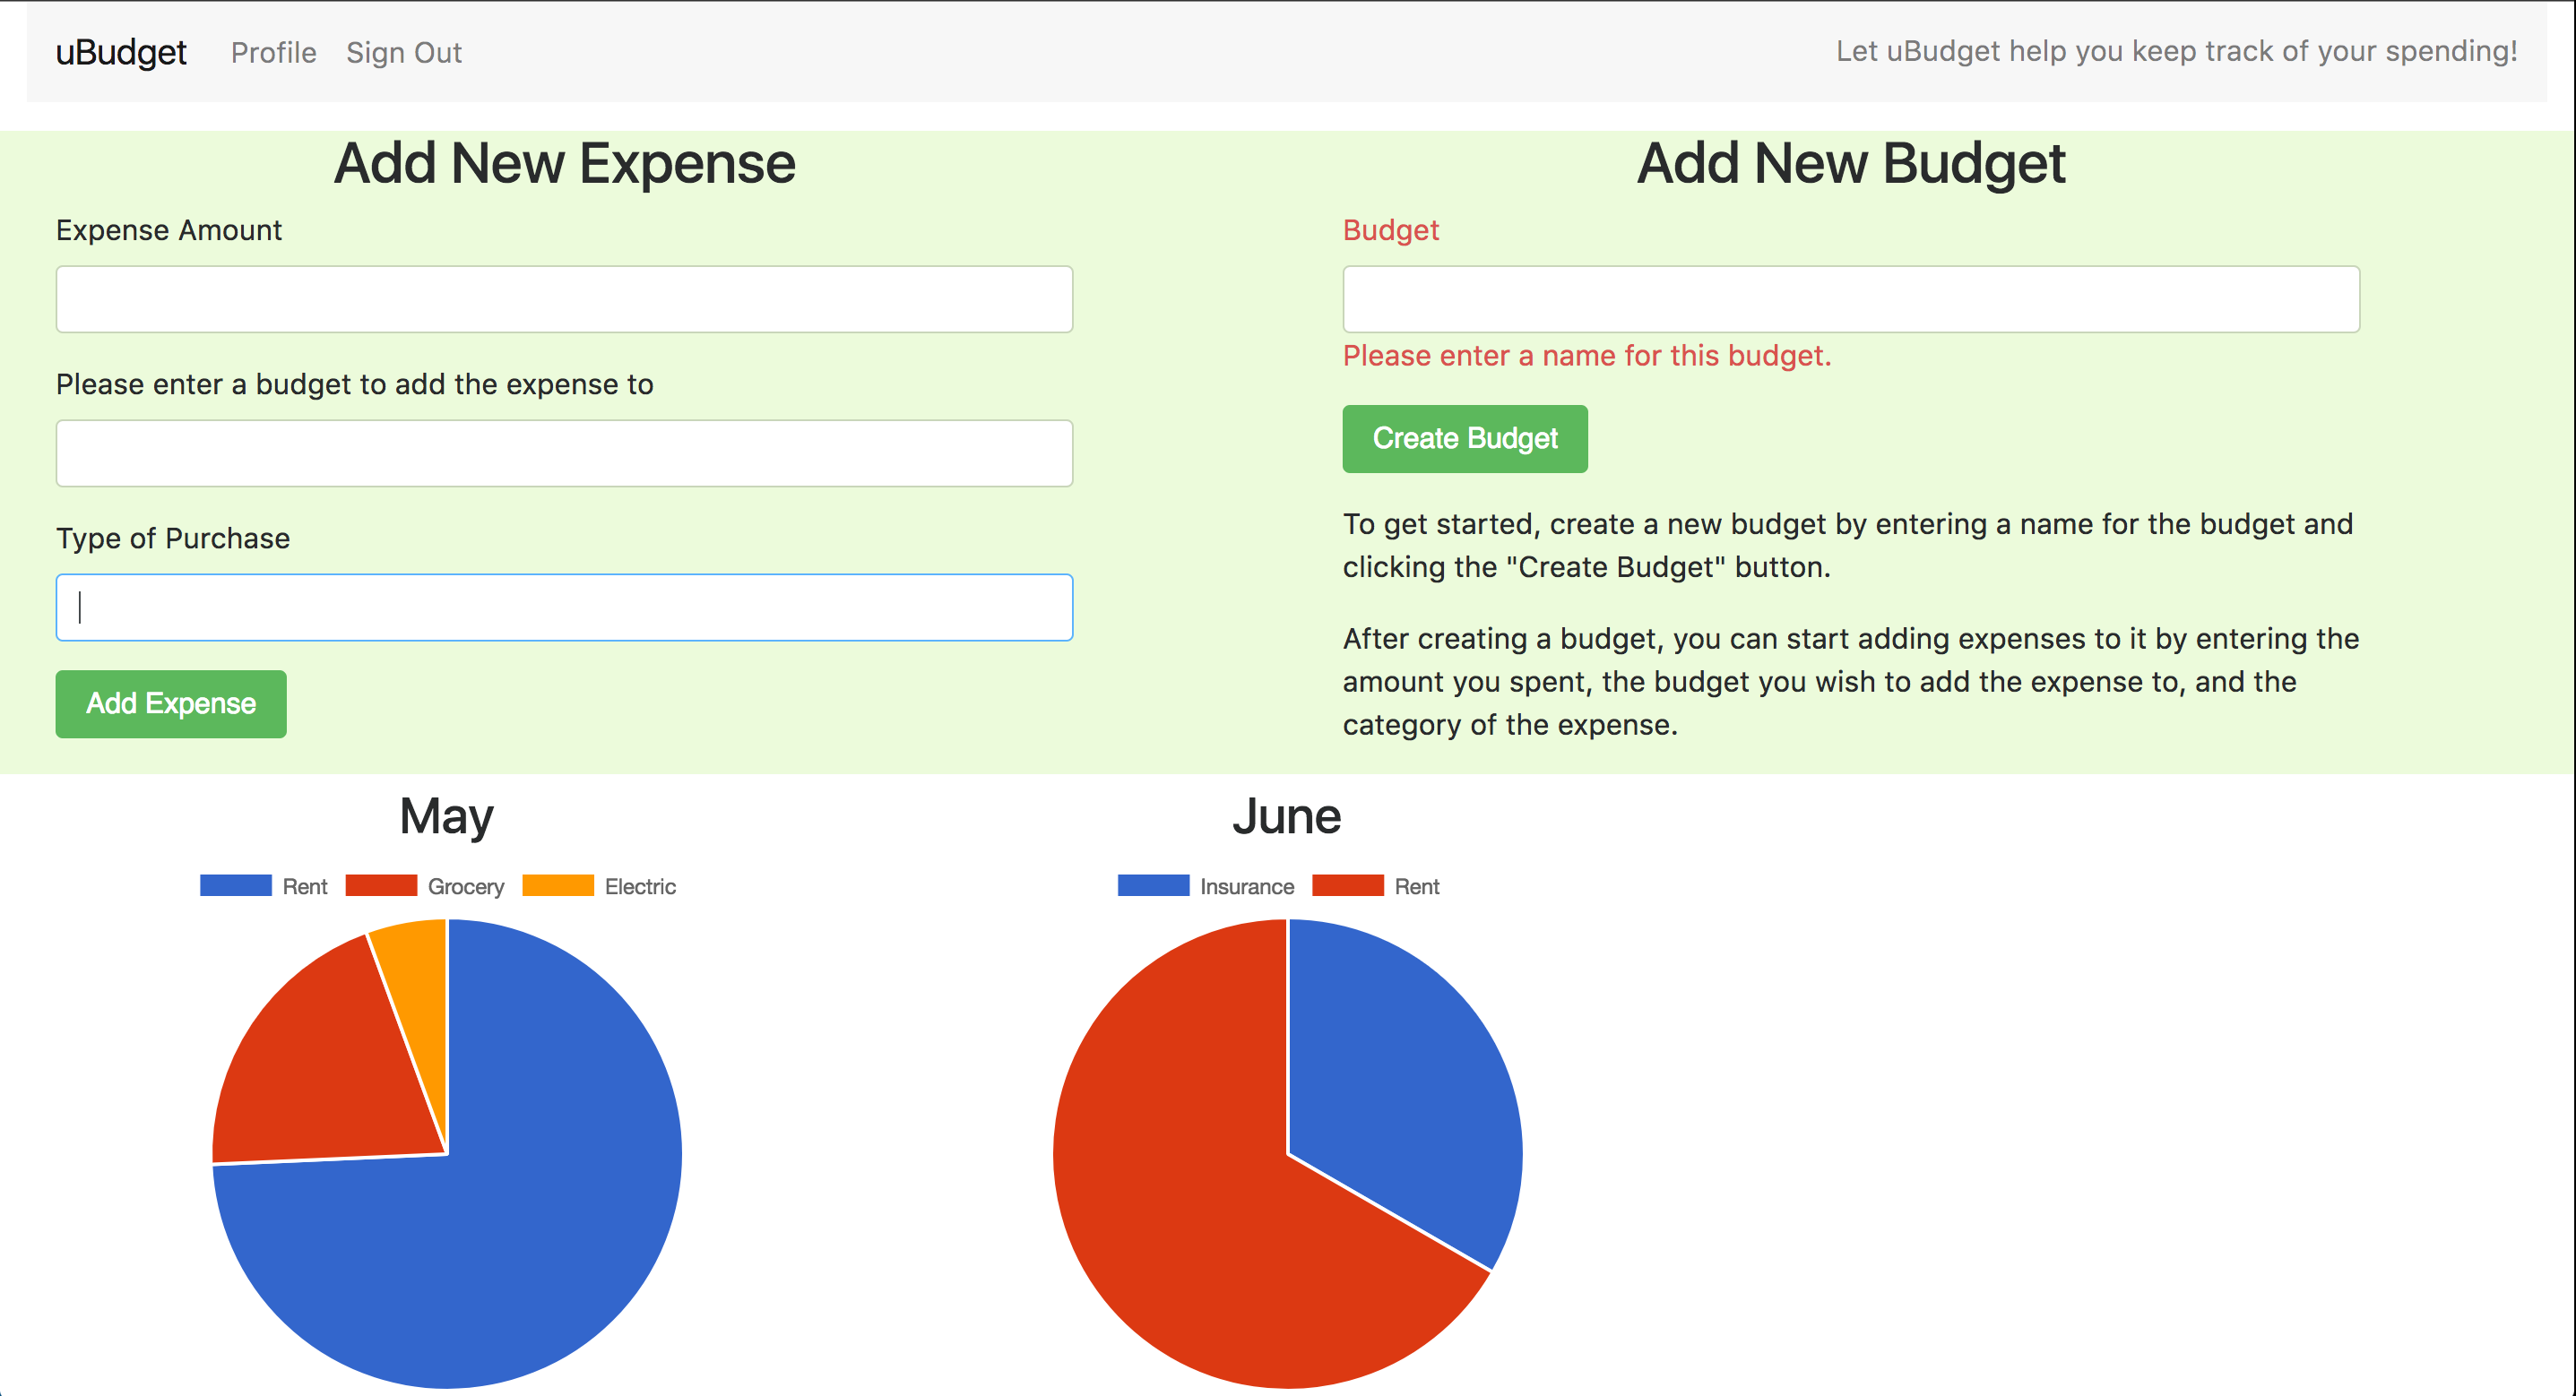 uBudget Profile Sign Out Let uBudget help you keep track of your spending!
Add New Expense
Expense Amount
Please enter a budget to add the expense to
Type of Purchase
Add Expense
Add New Budget
Budget
Please enter a name for this budget.
Create Budget
To get started, create a new budget by entering a name for the budget and
clicking the "Create Budget" button.
After creating a budget, you can start adding expenses to it by entering the
amount you spent, the budget you wish to add the expense to, and the
category of the expense.
May
Rent Grocery Electric
June
Insurance Rent